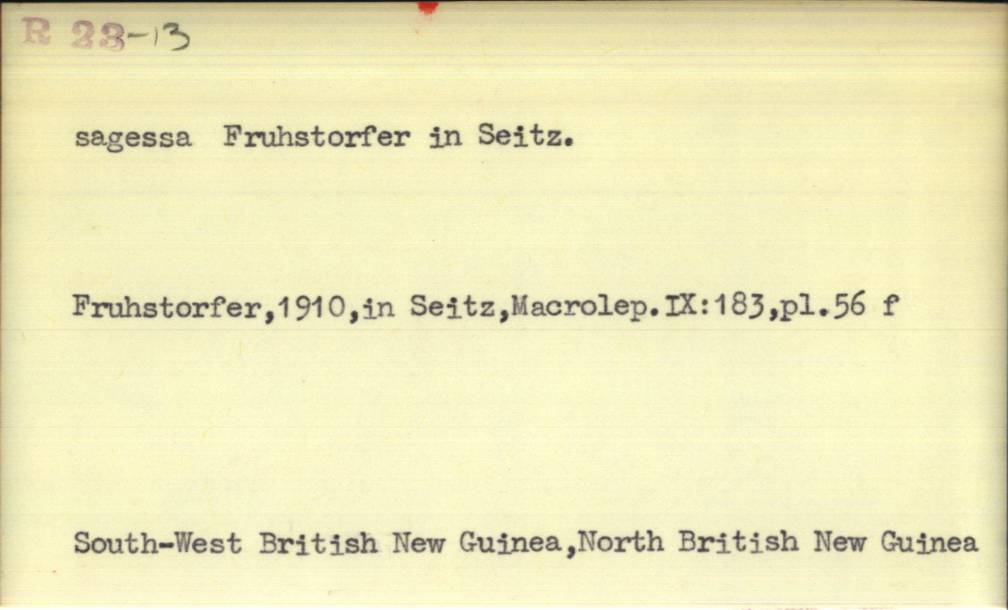 R 23-13
sagessa Fruhstorfer in Seitz.
Fruhstorfer,1910,in Seitz,Macrolep.IX:183,pl.56 f
South-West British New Guinea,North British New Guinea